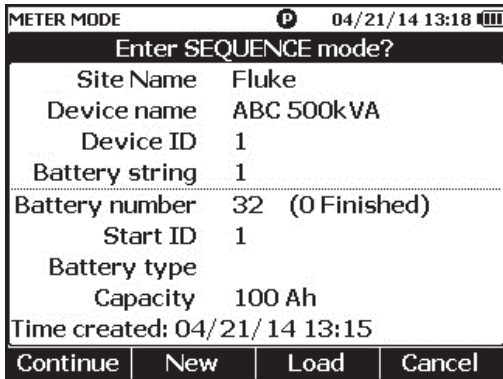 METER MODE P 04/21/14 13:18
Enter SEQUENCE mode?
Site Name Fluke
Device name ABC 500kVA
Device ID 1
Battery string 1
Battery number 32 (0 Finished)
Start ID 1
Battery type
Capacity 100 Ah
Time created: 04/21/14 13:15
Continue New Load Cancel